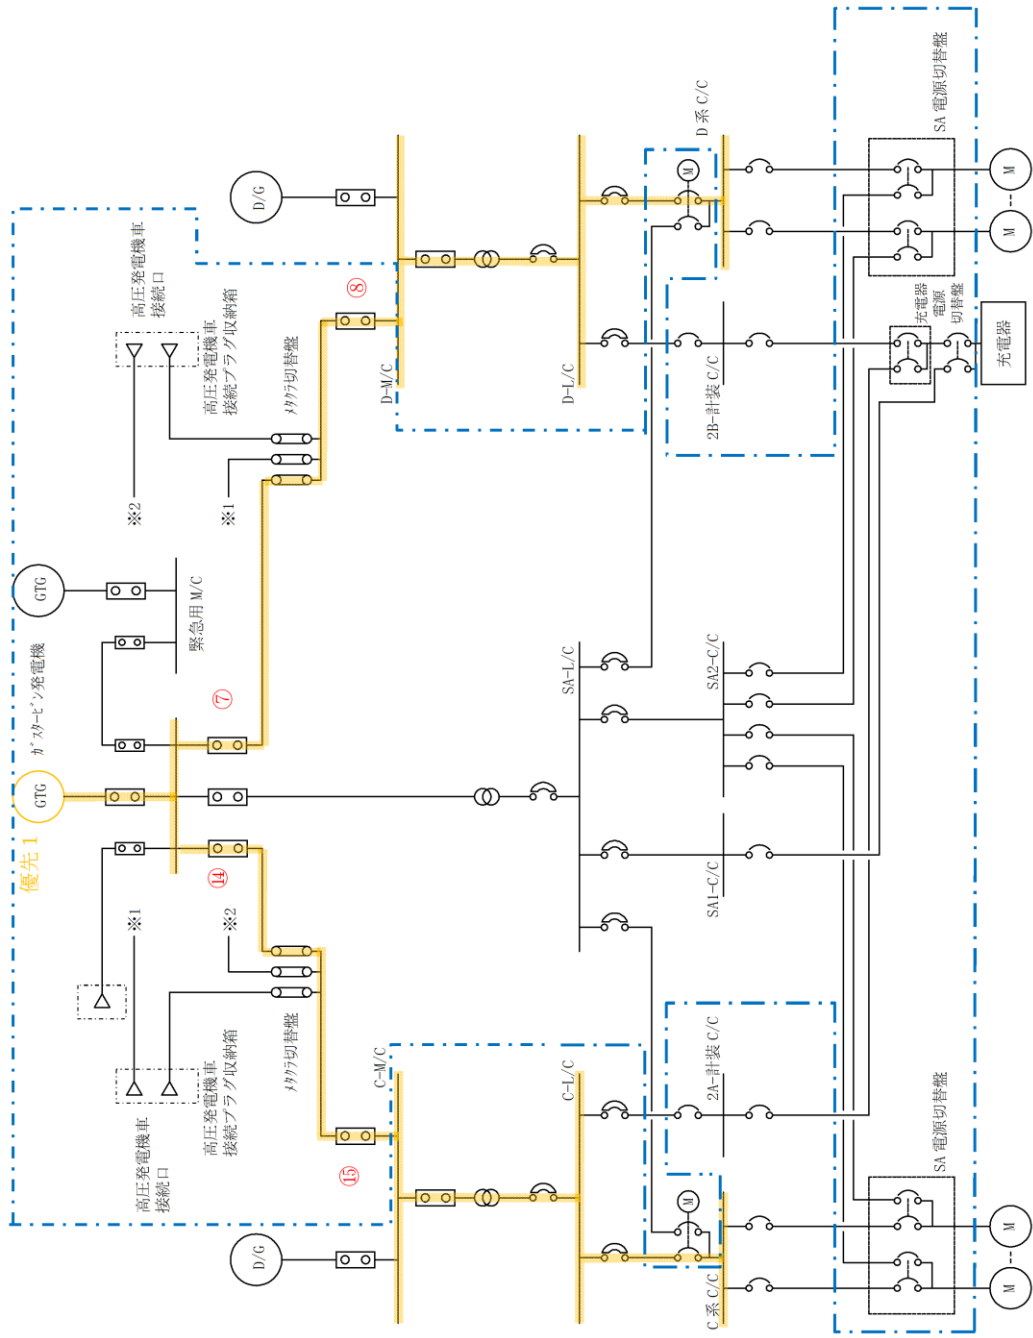 優先1
GTG
ガスタービン発電機
GTG
※1
※2
高圧発電機車
接続口
高圧発電機車
接続プラグ収納箱
メタクラ切替盤
⑭
⑮
⑦
緊急用 M/C
※2
※1
高圧発電機車
接続口
高圧発電機車
接続プラグ収納箱
メタクラ切替盤
⑧
D/G
D/G
C-M/C
D-M/C
C-L/C
SA-L/C
D-L/C
M
M
C系 C/C
2A-計装 C/C
SA1-C/C
SA2-C/C
2B-計装 C/C
D系 C/C
SA 電源切替盤
充電器
電源
切替盤
SA 電源切替盤
M
M
充電器
M
M